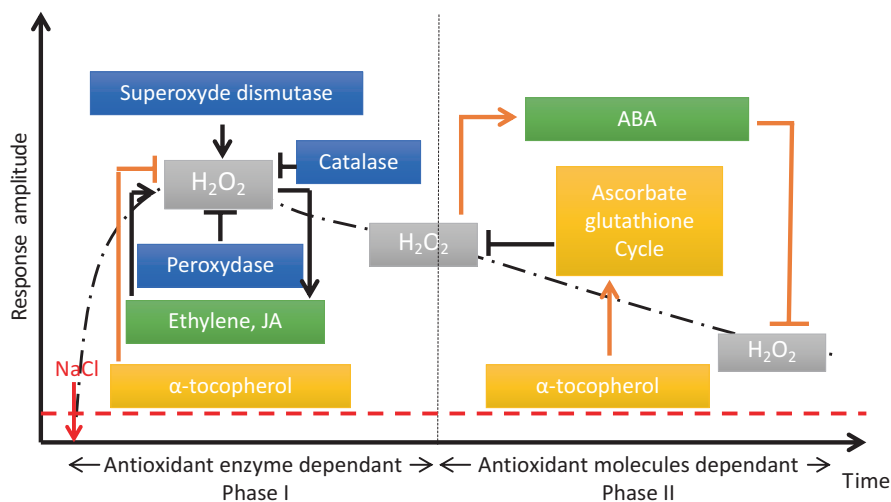 Response amplitude
Superoxyde dismutase
H₂O₂
Catalase
Peroxydase
Ethylene, JA
NaCl
α-tocopherol
ABA
Ascorbate
glutathione
Cycle
H₂O₂
H₂O₂
α-tocopherol
Antioxidant enzyme dependant
Phase I
Antioxidant molecules dependant
Phase II
Time